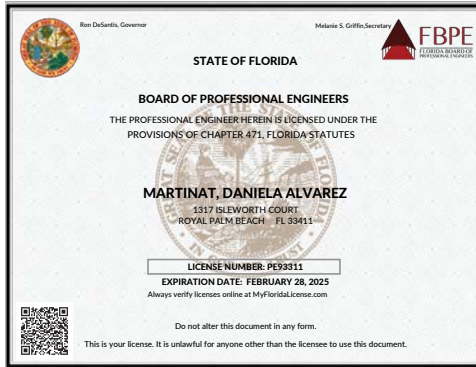 Ron DeSantis, Governor
Melanie S. Griffin,Secretary
FBPE
FLORIDA BOARD OF
PROFESSIONAL ENGINEERS
STATE OF FLORIDA
BOARD OF PROFESSIONAL ENGINEERS
THE PROFESSIONAL ENGINEER HEREIN IS LICENSED UNDER THE
PROVISIONS OF CHAPTER 471, FLORIDA STATUTES
MARTINAT, DANIELA ALVAREZ
1317 ISLEWORTH COURT
ROYAL PALM BEACH FL 33411
LICENSE NUMBER: PE93311
EXPIRATION DATE: FEBRUARY 28, 2025
Always verify licenses online at MyFloridaLicense.com
Do not alter this document in any form.
This is your license. It is unlawful for anyone other than the licensee to use this document.